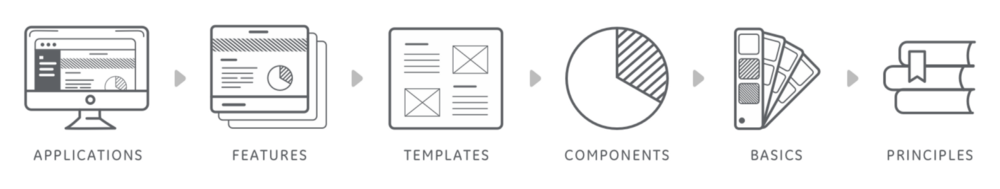 APPLICATIONS
FEATURES
TEMPLATES
COMPONENTS
BASICS
PRINCIPLES